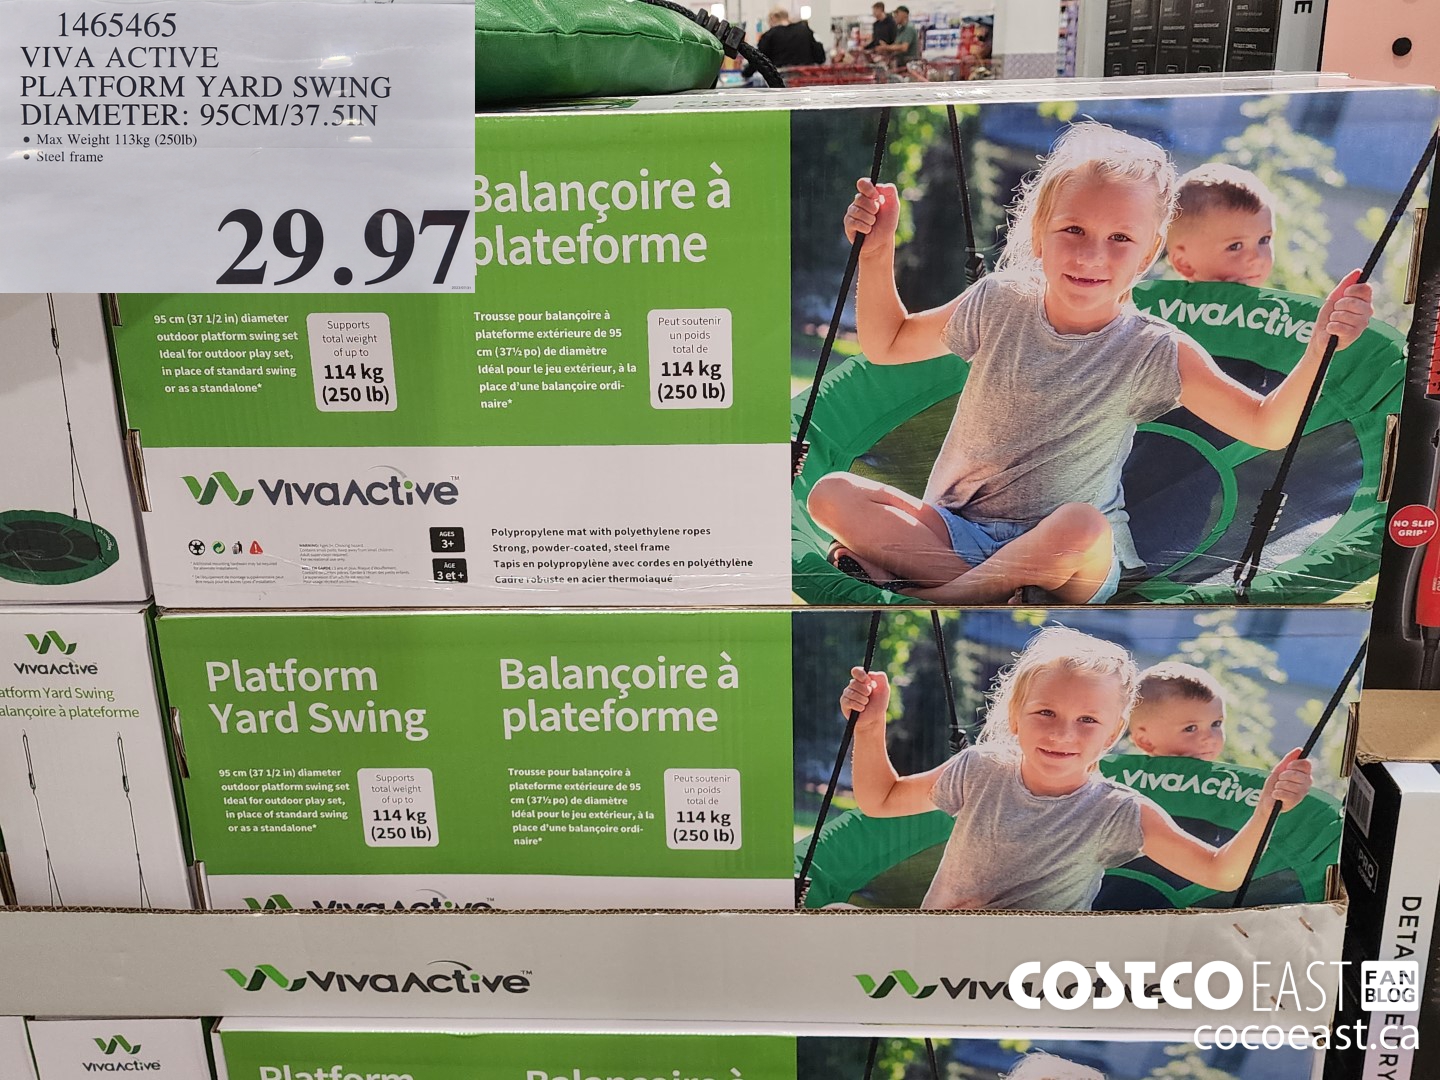 1465465
VIVA ACTIVE
PLATFORM YARD SWING
DIAMETER: 95CM/37.5IN
• Max Weight 113kg (250lb)
• Steel frame
29.97
Balançoire à
plateforme
95 cm (37 1/2 in) diameter
outdoor platform swing set
Ideal for outdoor play set,
in place of standard swing
or as a standalone*
Supports
total weight
of up to
114 kg
(250 lb)
Trousse pour balançoire à
plateforme extérieure de 95
cm (37½ po) de diamètre
Idéal pour le jeu extérieur, à la
place d'une balançoire ordi-
naire*
Peut soutenir
un poids
total de
114 kg
(250 lb)
VivaActive
VivaActive™
AGES
3+
ÂGE
3 et +
Polypropylene mat with polyethylene ropes
Strong, powder-coated, steel frame
Tapis en polypropylène avec cordes en polyéthylène
Cadre robuste en acier thermolaqué
NO SLIP
GRIP
VivaActive
atform Yard Swing
alançoire à plateforme
Platform
Yard Swing
Balançoire à
plateforme
95 cm (37 1/2 in) diameter
outdoor platform swing set
Ideal for outdoor play set,
in place of standard swing
or as a standalone*
Supports
total weight
of up to
114 kg
(250 lb)
Trousse pour balançoire à
plateforme extérieure de 95
cm (37½ po) de diamètre
Idéal pour le jeu extérieur, à la
place d'une balançoire ordi-
naire*
Peut soutenir
un poids
total de
114 kg
(250 lb)
VivaActive
VivaActive
PRO
VivaActive™
VivaActive
COSTCO EAST FAN BLOG
cocoeast.ca
VivaActive
Platform
Balançoire à